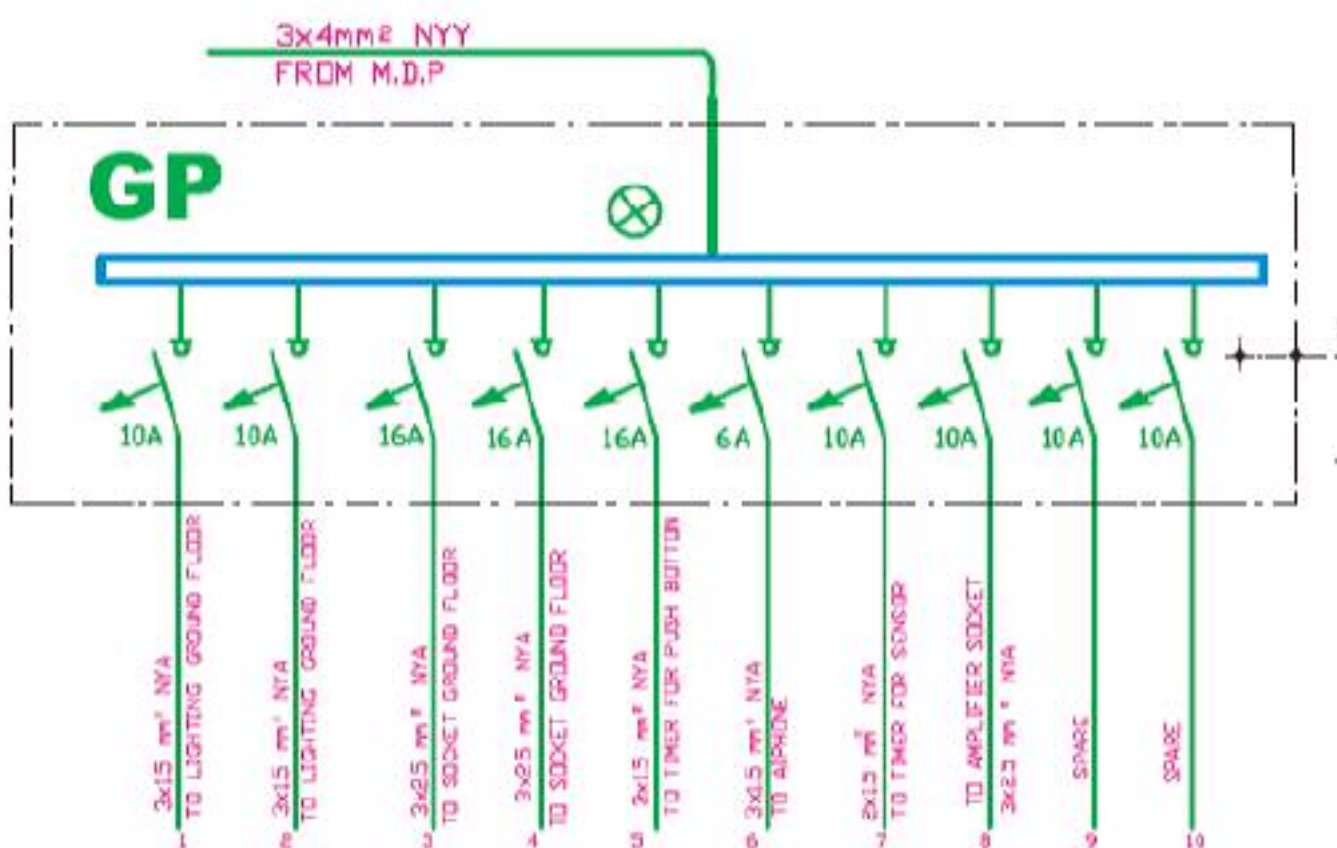 3x4mm² NYY
FROM M.D.P
GP
10A
10A
16A
16A
16A
6A
10A
10A
10A
10A
3x1.5 mm² NYA
TO LIGHTING GROUND FLOOR
3x1.5 mm² NYA
TO LIGHTING GROUND FLOOR
3x2.5 mm² NYA
TO SOCKET GROUND FLOOR
3x2.5 mm² NYA
TO SOCKET GROUND FLOOR
2x1.5 mm² NYA
TO TIMER FOR PUSH BOTTON
3x1.5 mm² NYA
TO AIPHONE
2x1.5 mm² NYA
TO TIMER FOR SENSOR
TO AMPLIFIER SOCKET
3x2.5 mm² NYA
SPARE
SPARE
1
2
3
4
5
6
7
8
9
10